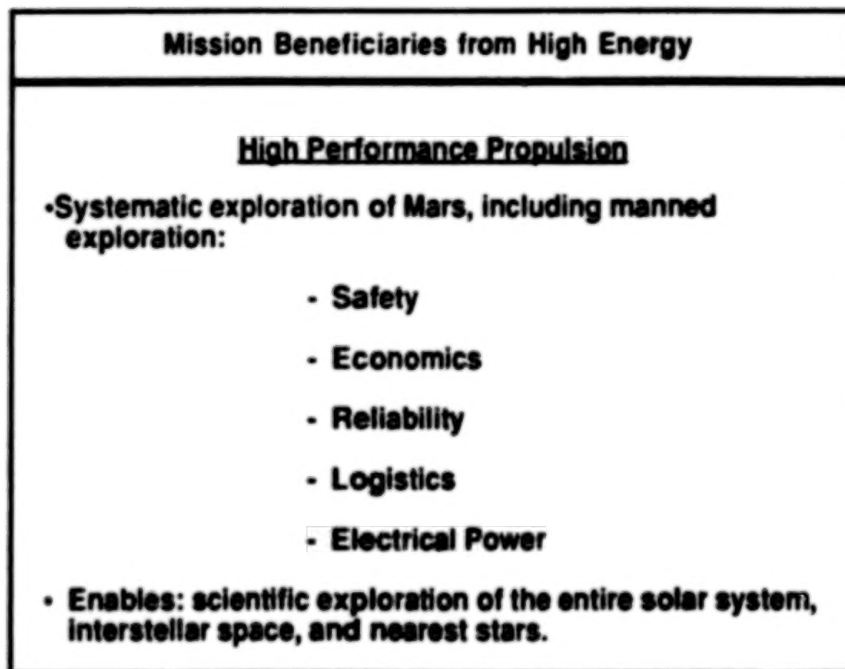 Mission Beneficiaries from High Energy
High Performance Propulsion
•Systematic exploration of Mars, including manned
exploration:
- Safety
- Economics
- Reliability
- Logistics
- Electrical Power
• Enables: scientific exploration of the entire solar system,
interstellar space, and nearest stars.